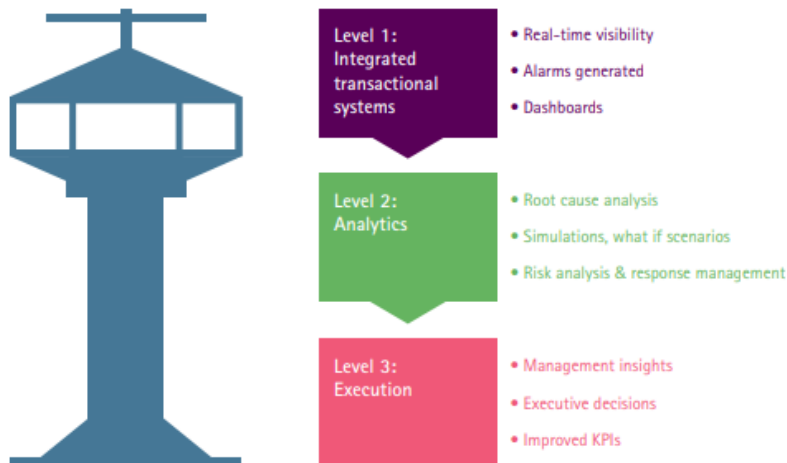 Level 1:
Integrated
transactional
systems
• Real-time visibility
• Alarms generated
• Dashboards
Level 2:
Analytics
• Root cause analysis
• Simulations, what if scenarios
• Risk analysis & response management
Level 3:
Execution
• Management insights
• Executive decisions
• Improved KPIs